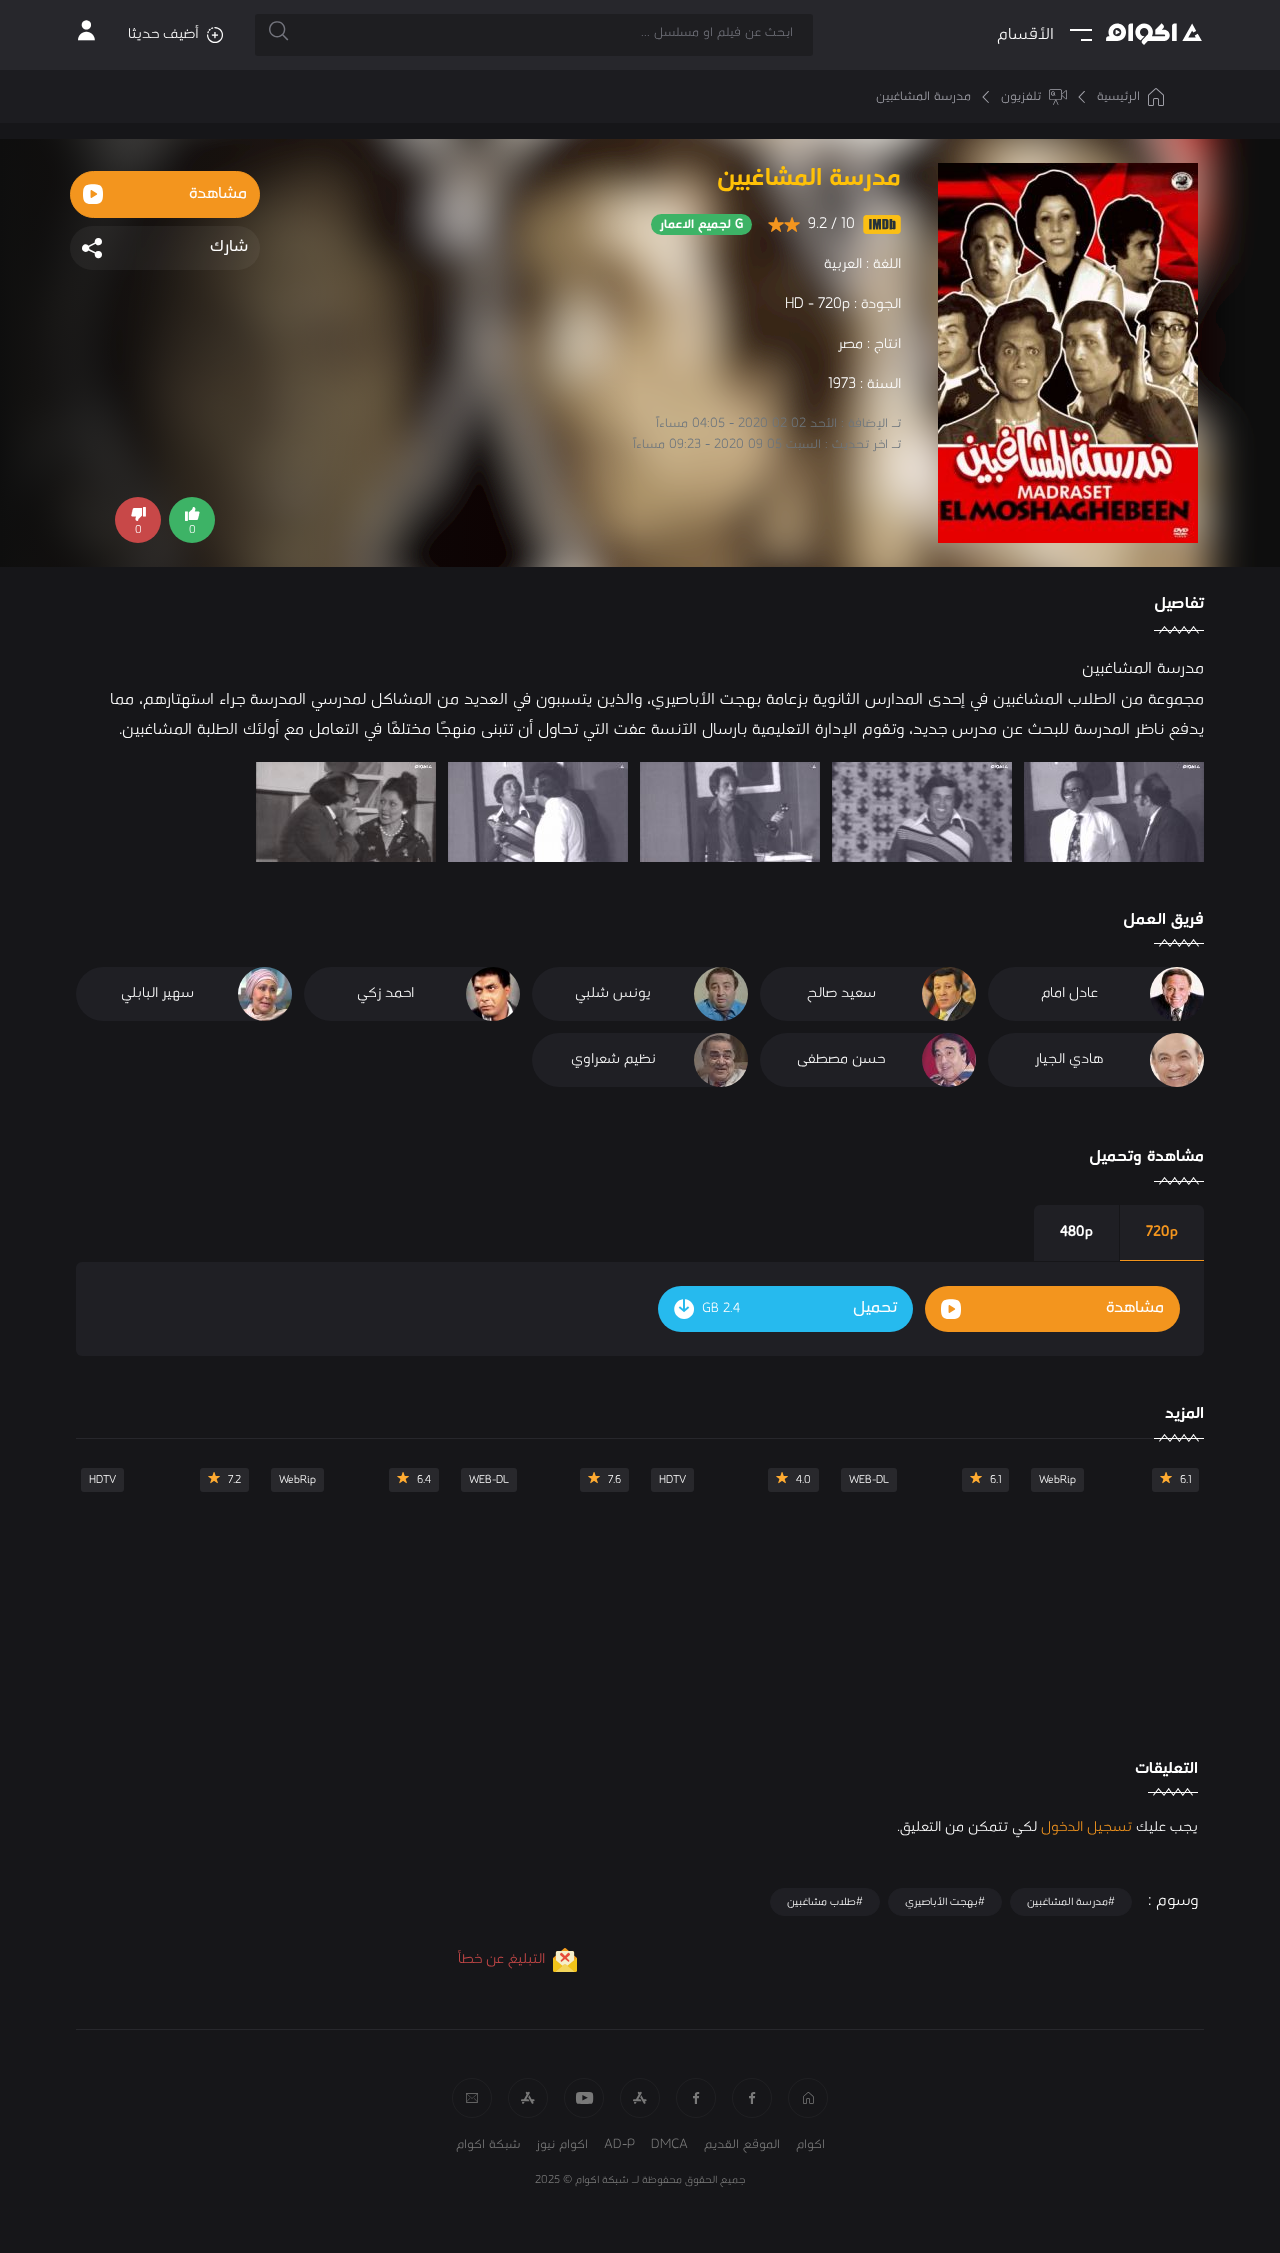 اكوام
الأقسام
ابحث عن فيلم او مسلسل ...
أضيف حديثا
الرئيسية
تلفزيون
مدرسة المشاغبين
مدرسة المشاغبين
IMDb 10 / 9.2 G لجميع الاعمار
اللغة : العربية
الجودة : HD - 720p
انتاج : مصر
السنة : 1973
تـ الإضافة : الأحد 02 2020 - 04:05 مساءاً
تـ اخر تحديث : السبت 09 2020 - 09:23 مساءاً
مشاهدة
شارك
0
0
مدرسة المشاغبين
MADRASET
EL MOSHAGHEBEEN
DVD
تفاصيل
مدرسة المشاغبين
مجموعة من الطلاب المشاغبين في إحدى المدارس الثانوية بزعامة بهجت الأباصيري، والذين يتسببون في العديد من المشاكل لمدرسي المدرسة جراء استهتارهم، مما
يدفع ناظر المدرسة للبحث عن مدرس جديد، وتقوم الإدارة التعليمية بارسال الآنسة عفت التي تحاول أن تتبنى منهجًا مختلفًا في التعامل مع أولئك الطلبة المشاغبين.
اكوام
اكوام
اكوام
فريق العمل
عادل امام
سعيد صالح
يونس شلبي
احمد زكي
سهير البابلي
هادي الجيار
حسن مصطفى
نظيم شعراوي
مشاهدة وتحميل
720p
480p
مشاهدة
تحميل
2.4 GB
المزيد
6.1 WebRip
6.1 WEB-DL
4.0 HDTV
7.6 WEB-DL
6.4 WebRip
7.2 HDTV
التعليقات
يجب عليك تسجيل الدخول لكي تتمكن من التعليق.
وسوم : #مدرسة المشاغبين #بهجت الأباصيري #طلاب مشاغبين
التبليغ عن خطأ
اكوام الموقع القديم DMCA AD-P اكوام نيوز شبكة اكوام
جميع الحقوق محفوظة لـ شبكة اكوام © 2025